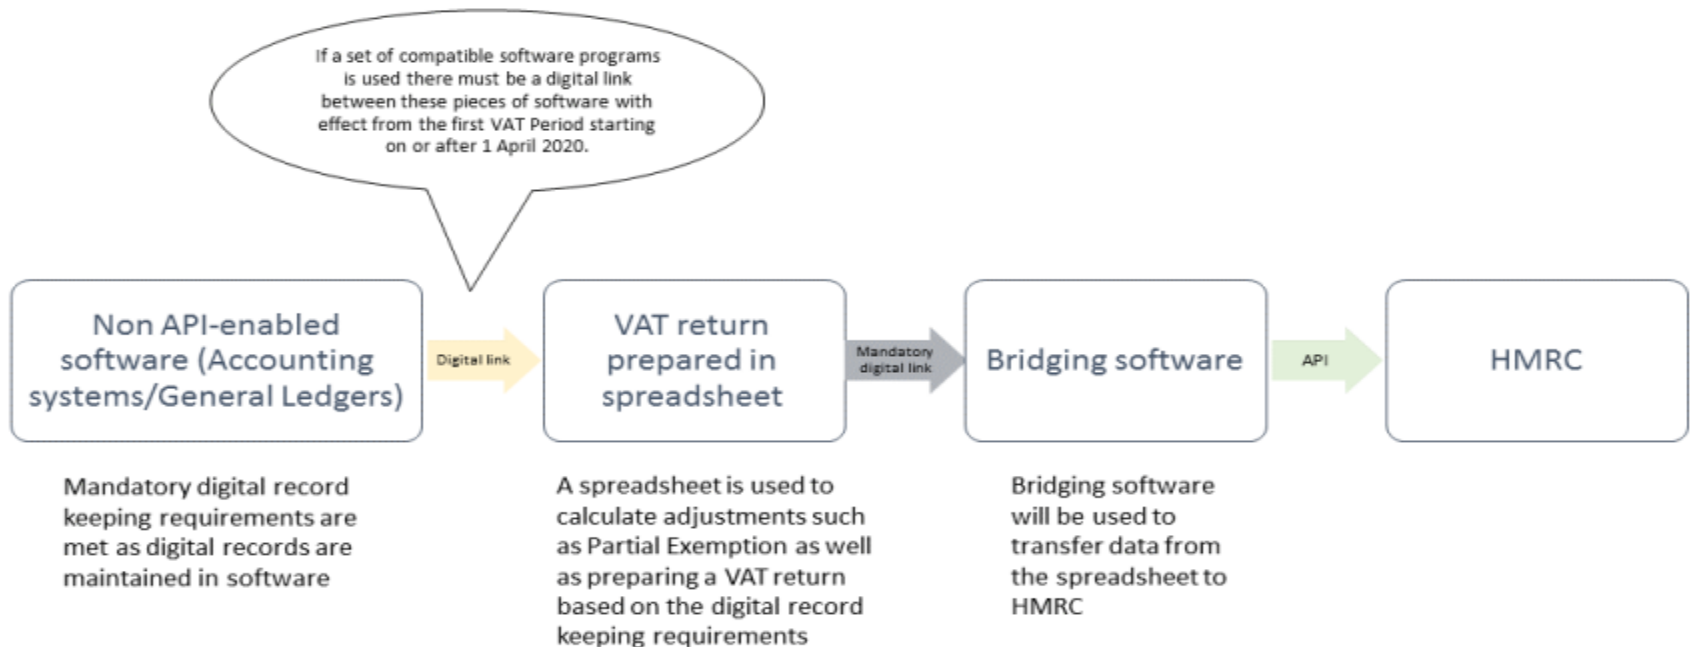 If a set of compatible software programs
is used there must be a digital link
between these pieces of software with
effect from the first VAT Period starting
on or after 1 April 2020.
Non API-enabled
software (Accounting
systems/General Ledgers)
Digital link
VAT return
prepared in
spreadsheet
Mandatory
digital link
Bridging software
API
HMRC
Mandatory digital record
keeping requirements are
met as digital records are
maintained in software
A spreadsheet is used to
calculate adjustments such
as Partial Exemption as well
as preparing a VAT return
based on the digital record
keeping requirements
Bridging software
will be used to
transfer data from
the spreadsheet to
HMRC